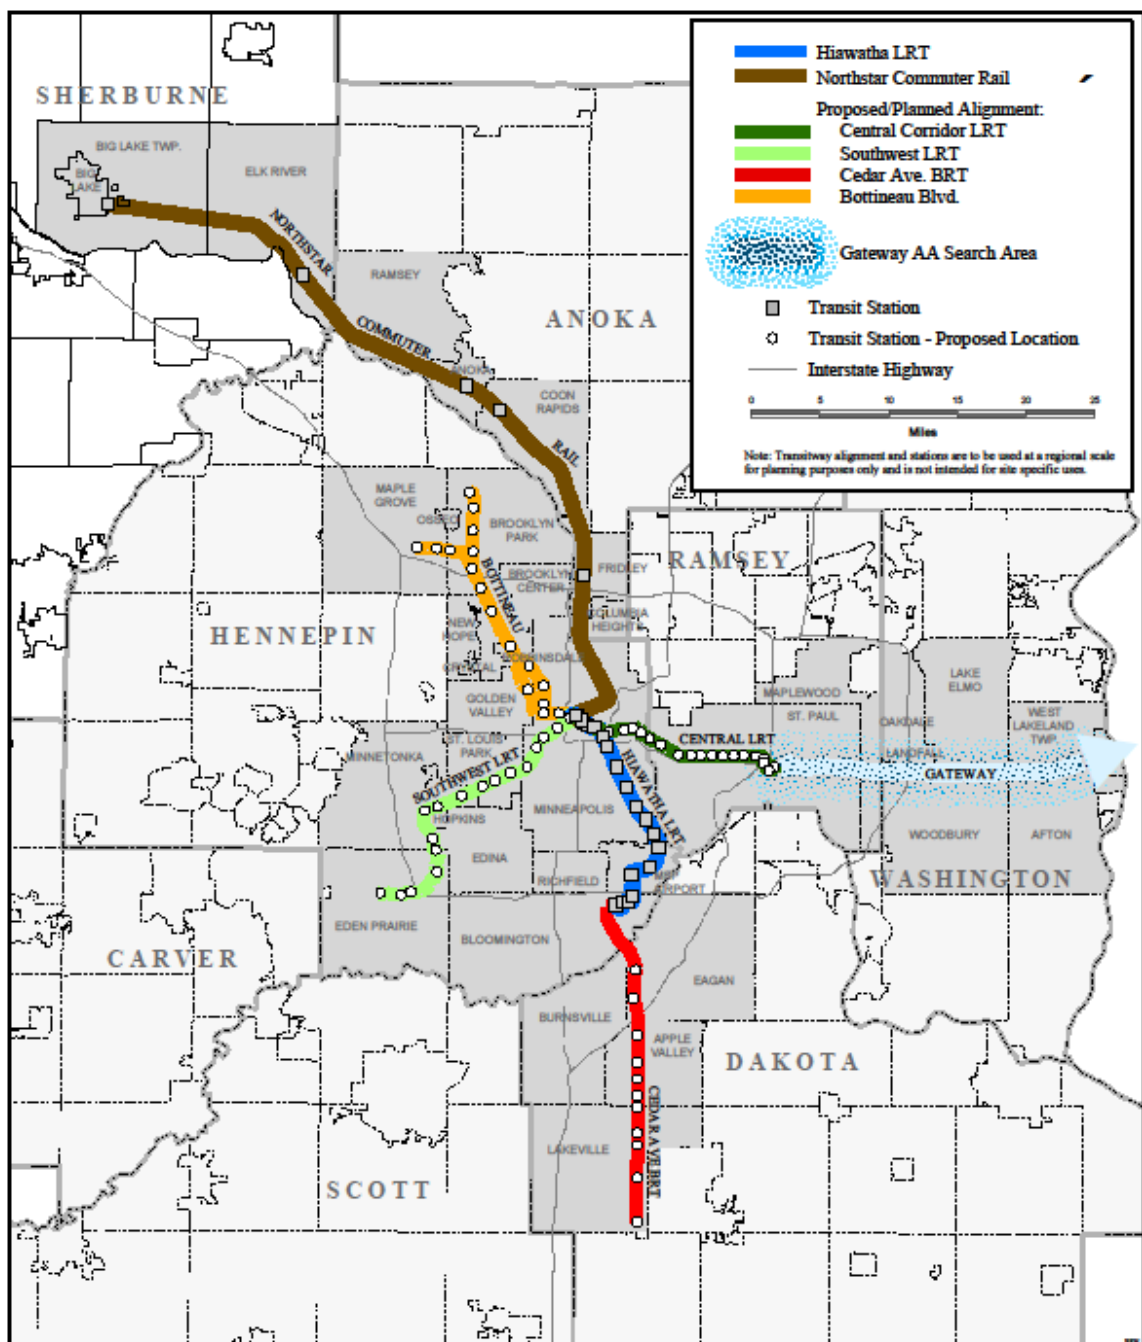 Hiawatha LRT
Northstar Commuter Rail
Proposed/Planned Alignment:
Central Corridor LRT
Southwest LRT
Cedar Ave. BRT
Bottineau Blvd.
Gateway AA Search Area
Transit Station
Transit Station - Proposed Location
Interstate Highway
0 5 10 15 20 25
Miles
Note: Transitway alignment and stations are to be used at a regional scale
for planning purposes only and is not intended for site specific uses.
SHERBURNE
BIG LAKE TWP.
BIG
LAKE
ELK RIVER
NORTHSTAR
COMMUTER
RAIL
RAMSEY
ANOKA
ANOKA
COON
RAPIDS
MAPLE
GROVE
OSSEO
BROOKLYN
PARK
BROOKLYN
CENTER
FRIDLEY
RAMSEY
COLUMBIA
HEIGHTS
BOTTINEAU
HENNEPIN
NEW
HOPE
CRYSTAL
ROBBINSDALE
GOLDEN
VALLEY
MAPLEWOOD
LAKE
ELMO
ST. PAUL
OAKDALE
WEST
LAKELAND
TWP.
LANDFALL
CENTRAL LRT
GATEWAY
MINNETONKA
ST. LOUIS
PARK
SOUTHWEST LRT
HIAWATHA LRT
HOPKINS
MINNEAPOLIS
EDINA
RICHFIELD
MSP
AIRPORT
WOODBURY
AFTON
WASHINGTON
EDEN PRAIRIE
BLOOMINGTON
CARVER
EAGAN
BURNSVILLE
APPLE
VALLEY
DAKOTA
CEDAR AVE BRT
LAKEVILLE
SCOTT